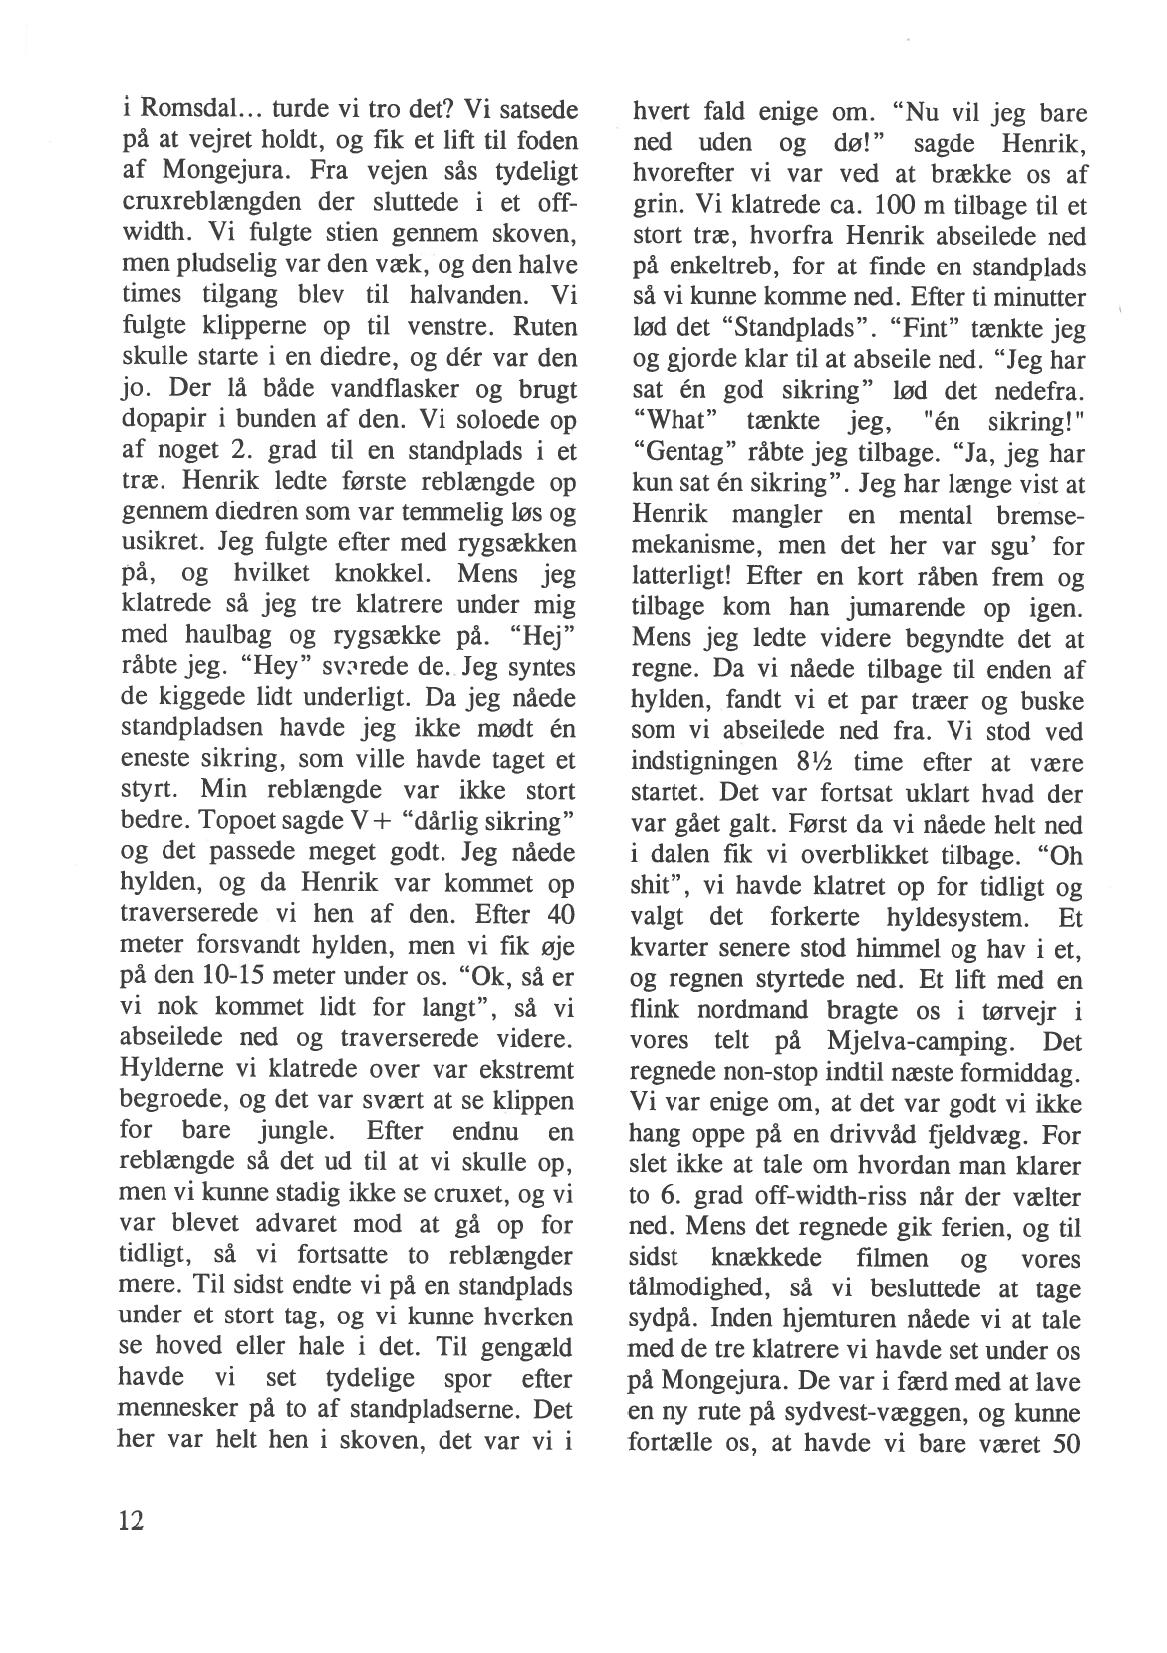 i Romsdal... turde vi tro det? Vi satsede
på at vejret holdt, og fik et lift til foden
af Mongejura. Fra vejen sås tydeligt
cruxreblængden der sluttede i et off-
width. Vi fulgte stien gennem skoven,
men pludselig var den væk, og den halve
times tilgang blev til halvanden. Vi
fulgte klipperne op til venstre. Ruten
skulle starte i en diedre, og dér var den
jo. Der lå både vandflasker og brugt
dopapir i bunden af den. Vi soloede op
af noget 2. grad til en standplads i et
træ. Henrik ledte første reblængde op
gennem diedren som var temmelig løs og
usikret. Jeg fulgte efter med rygsækken
på, og hvilket knokkel. Mens jeg
klatrede så jeg tre klatrere under mig
med haulbag og rygsække på. “Hej”
råbte jeg. “Hey” svarede de. Jeg syntes
de kiggede lidt underligt. Da jeg nåede
standpladsen havde jeg ikke mødt én
eneste sikring, som ville havde taget et
styrt. Min reblængde var ikke stort
bedre. Topoet sagde V+ “dårlig sikring”
og det passede meget godt. Jeg nåede
hylden, og da Henrik var kommet op
traverserede vi hen af den. Efter 40
meter forsvandt hylden, men vi fik øje
på den 10-15 meter under os. “Ok, så er
vi nok kommet lidt for langt”, så vi
abseilede ned og traverserede videre.
Hylderne vi klatrede over var ekstremt
begroede, og det var svært at se klippen
for bare jungle. Efter endnu en
reblængde så det ud til at vi skulle op,
men vi kunne stadig ikke se cruxet, og vi
var blevet advaret mod at gå op for
tidligt, så vi fortsatte to reblængder
mere. Til sidst endte vi på en standplads
under et stort tag, og vi kunne hverken
se hoved eller hale i det. Til gengæld
havde vi set tydelige spor efter
mennesker på to af standpladserne. Det
her var helt hen i skoven, det var vi i
hvert fald enige om. “Nu vil jeg bare
ned uden og dø!” sagde Henrik,
hvorefter vi var ved at brække os af
grin. Vi klatrede ca. 100 m tilbage til et
stort træ, hvorfra Henrik abseilede ned
på enkeltreb, for at finde en standplads
så vi kunne komme ned. Efter ti minutter
lød det “Standplads”. “Fint” tænkte jeg
og gjorde klar til at abseile ned. “Jeg har
sat én god sikring” lød det nedefra.
“What” tænkte jeg, "én sikring!"
“Gentag” råbte jeg tilbage. “Ja, jeg har
kun sat én sikring”. Jeg har længe vist at
Henrik mangler en mental bremse-
mekanisme, men det her var sgu’ for
latterligt! Efter en kort råben frem og
tilbage kom han jumarende op igen.
Mens jeg ledte videre begyndte det at
regne. Da vi nåede tilbage til enden af
hylden, fandt vi et par træer og buske
som vi abseilede ned fra. Vi stod ved
indstigningen 8½ time efter at være
startet. Det var fortsat uklart hvad der
var gået galt. Først da vi nåede helt ned
i dalen fik vi overblikket tilbage. “Oh
shit”, vi havde klatret op for tidligt og
valgt det forkerte hyldesystem. Et
kvarter senere stod himmel og hav i et,
og regnen styrtede ned. Et lift med en
flink nordmand bragte os i tørvejr i
vores telt på Mjelva-camping. Det
regnede non-stop indtil næste formiddag.
Vi var enige om, at det var godt vi ikke
hang oppe på en drivvåd fjeldvæg. For
slet ikke at tale om hvordan man klarer
to 6. grad off-width-riss når der vælter
ned. Mens det regnede gik ferien, og til
sidst knækkede filmen og vores
tålmodighed, så vi besluttede at tage
sydpå. Inden hjemturen nåede vi at tale
med de tre klatrere vi havde set under os
på Mongejura. De var i færd med at lave
en ny rute på sydvest-væggen, og kunne
fortælle os, at havde vi bare været 50
12